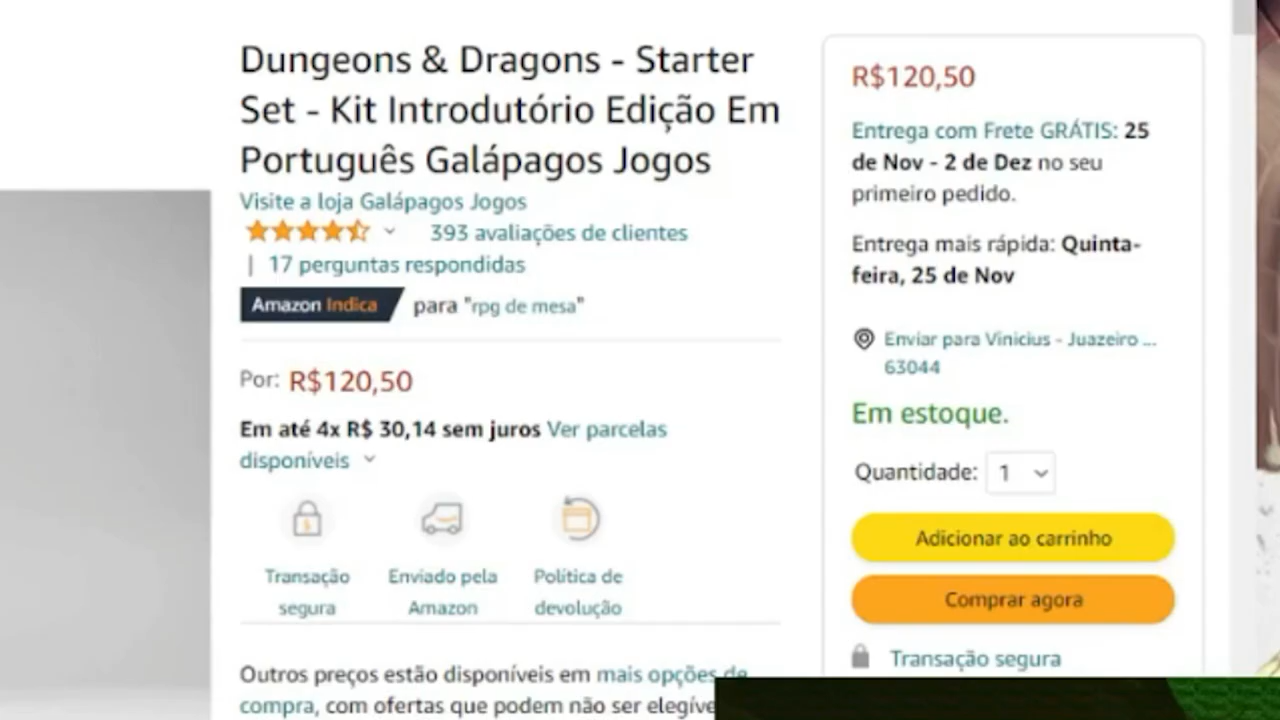 Dungeons & Dragons - Starter
Set - Kit Introdutório Edição Em
Português Galápagos Jogos
Visite a loja Galápagos Jogos
393 avaliações de clientes
| 17 perguntas respondidas
Amazon Indica para "rpg de mesa"
Por: R$120,50
Em até 4x R$ 30,14 sem juros Ver parcelas
disponíveis
Transação
segura
Enviado pela
Amazon
Política de
devolução
Outros preços estão disponíveis em mais opções de
compra, com ofertas que podem não ser
R$120,50
Entrega com Frete GRÁTIS: 25
de Nov - 2 de Dez no seu
primeiro pedido.
Entrega mais rápida: Quinta-
feira, 25 de Nov
Enviar para Vinicius - Juazeiro ...
63044
Em estoque.
Quantidade: 1
Adicionar ao carrinho
Comprar agora
Transação segura